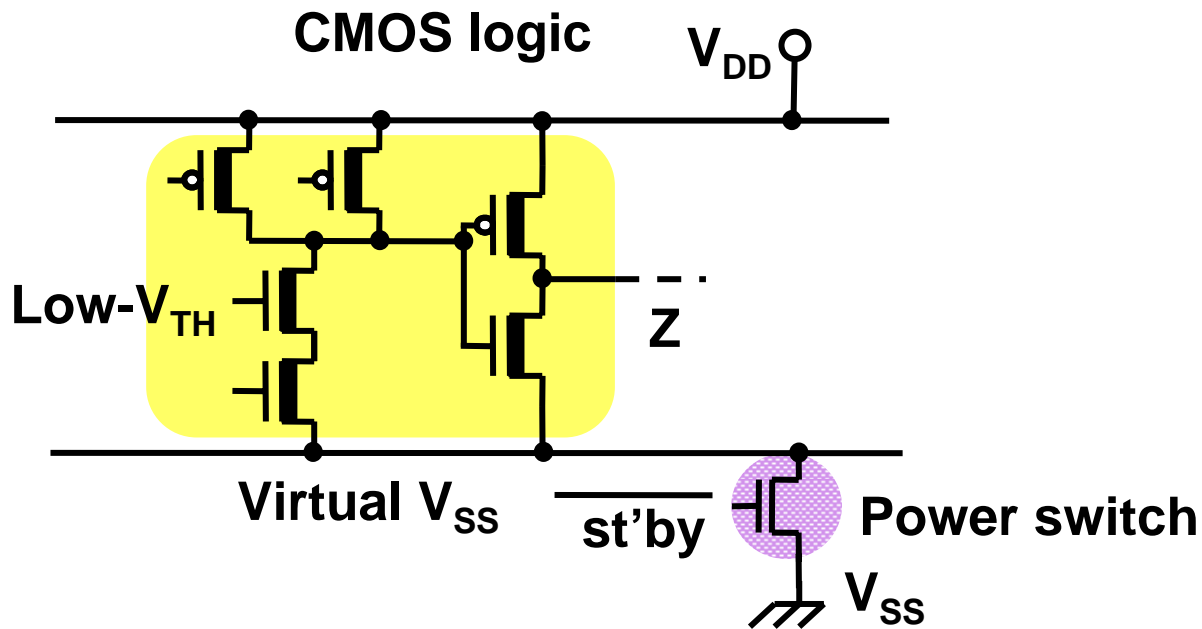 CMOS logic
VDD
Low-VTH
Z
Virtual VSS
st’by
Power switch
VSS